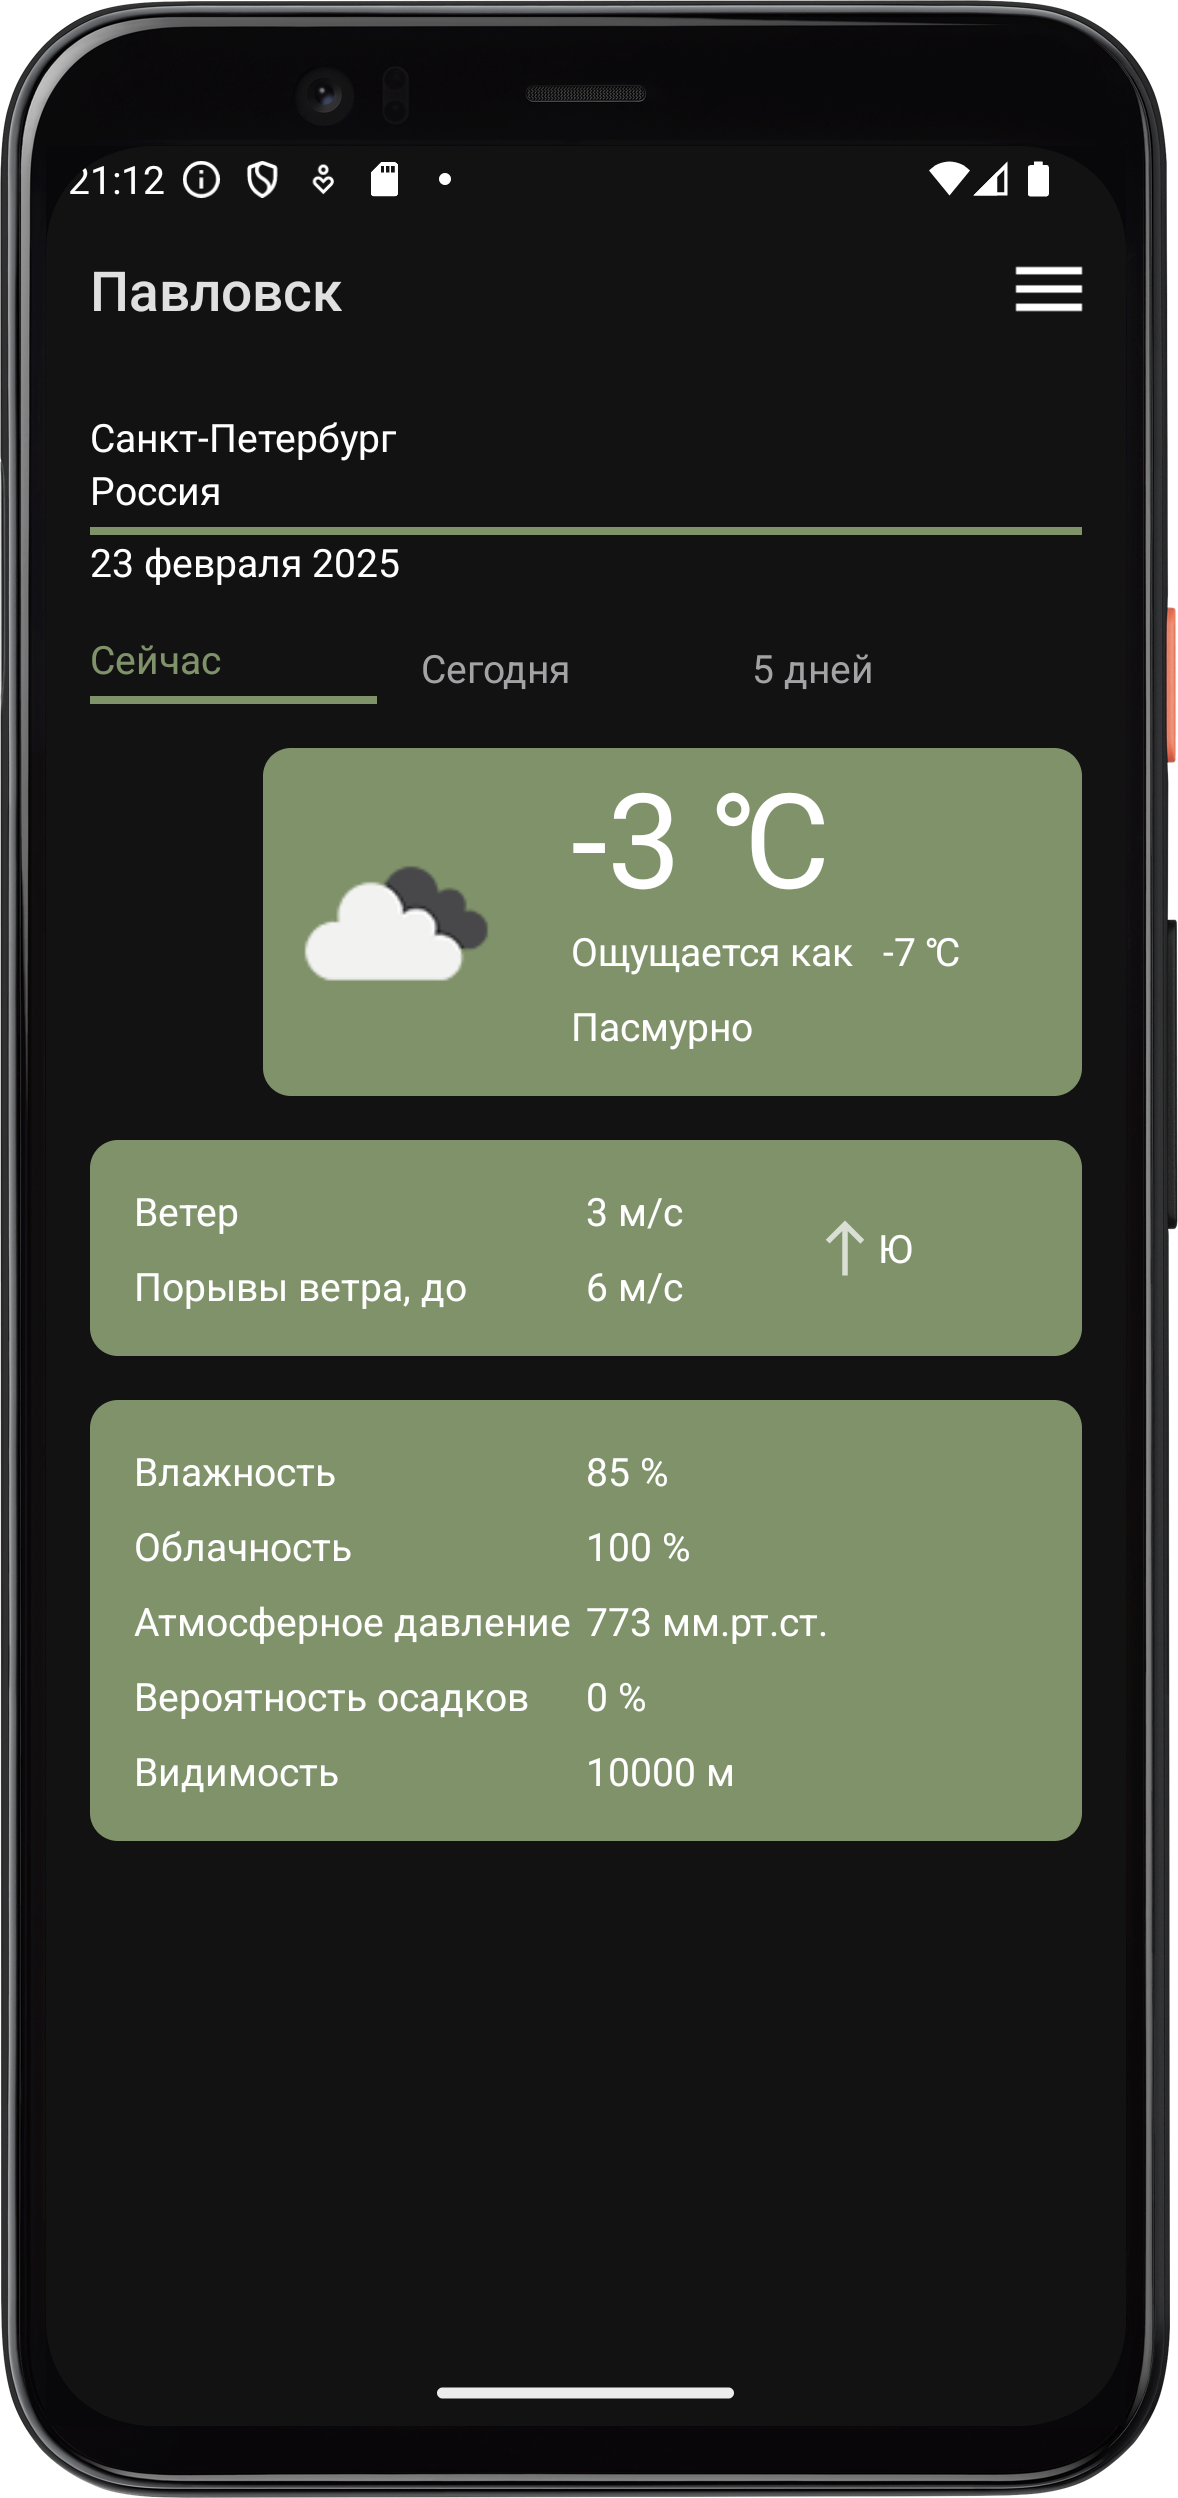 21:12
Павловск
Санкт-Петербург
Россия
23 февраля 2025
Сейчас Сегодня 5 дней
-3 °C
Ощущается как -7 °C
Пасмурно
Ветер 3 м/с
Ю
Порывы ветра, до 6 м/с
Влажность 85 %
Облачность 100 %
Атмосферное давление 773 мм.рт.ст.
Вероятность осадков 0 %
Видимость 10000 м